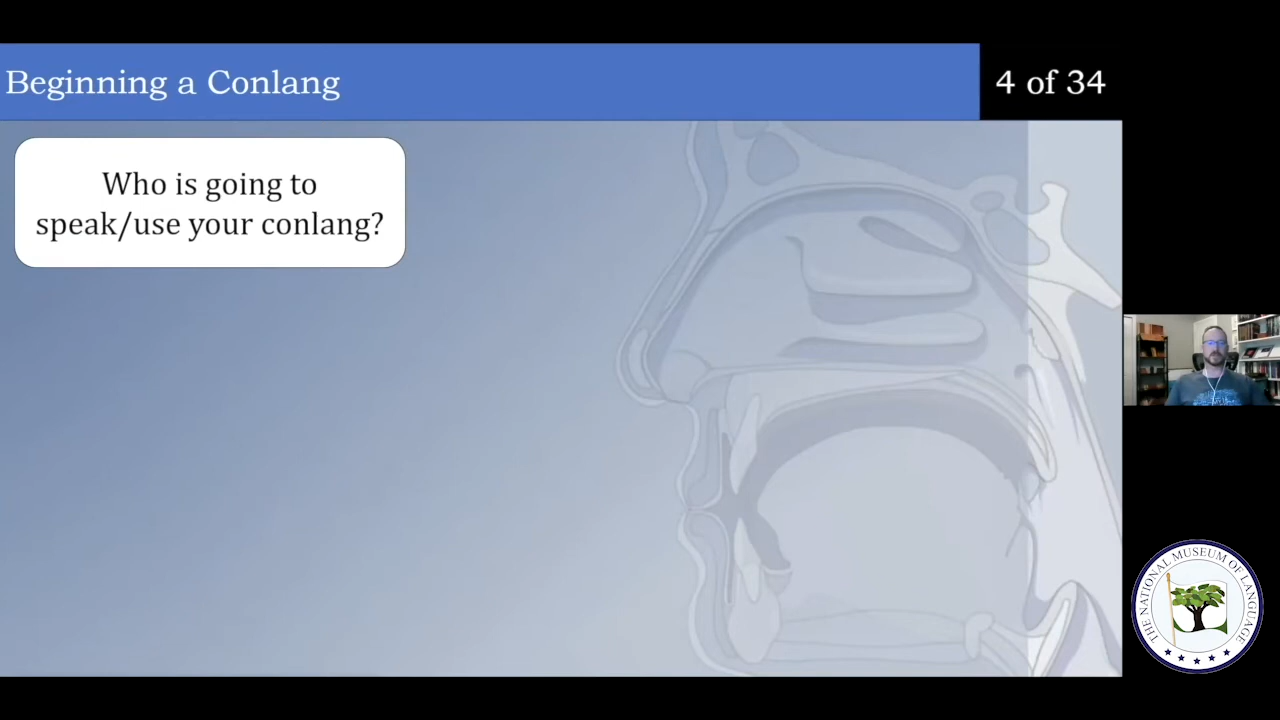 Beginning a Conlang
4 of 34
Who is going to
speak/use your conlang?
THE NATIONAL MUSEUM OF LANGUAGE